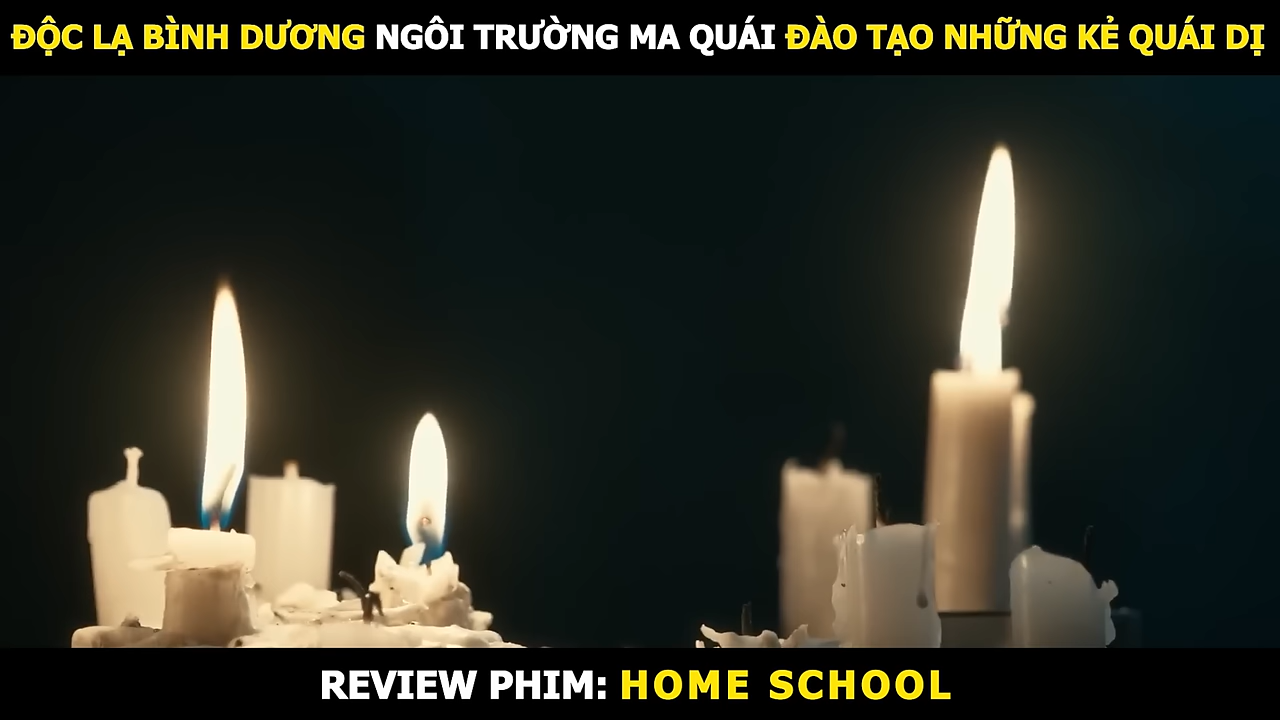 ĐỘC LẠ BÌNH DƯƠNG NGÔI TRƯỜNG MA QUÁI ĐÀO TẠO NHỮNG KẺ QUÁI DỊ
REVIEW PHIM: HOME SCHOOL